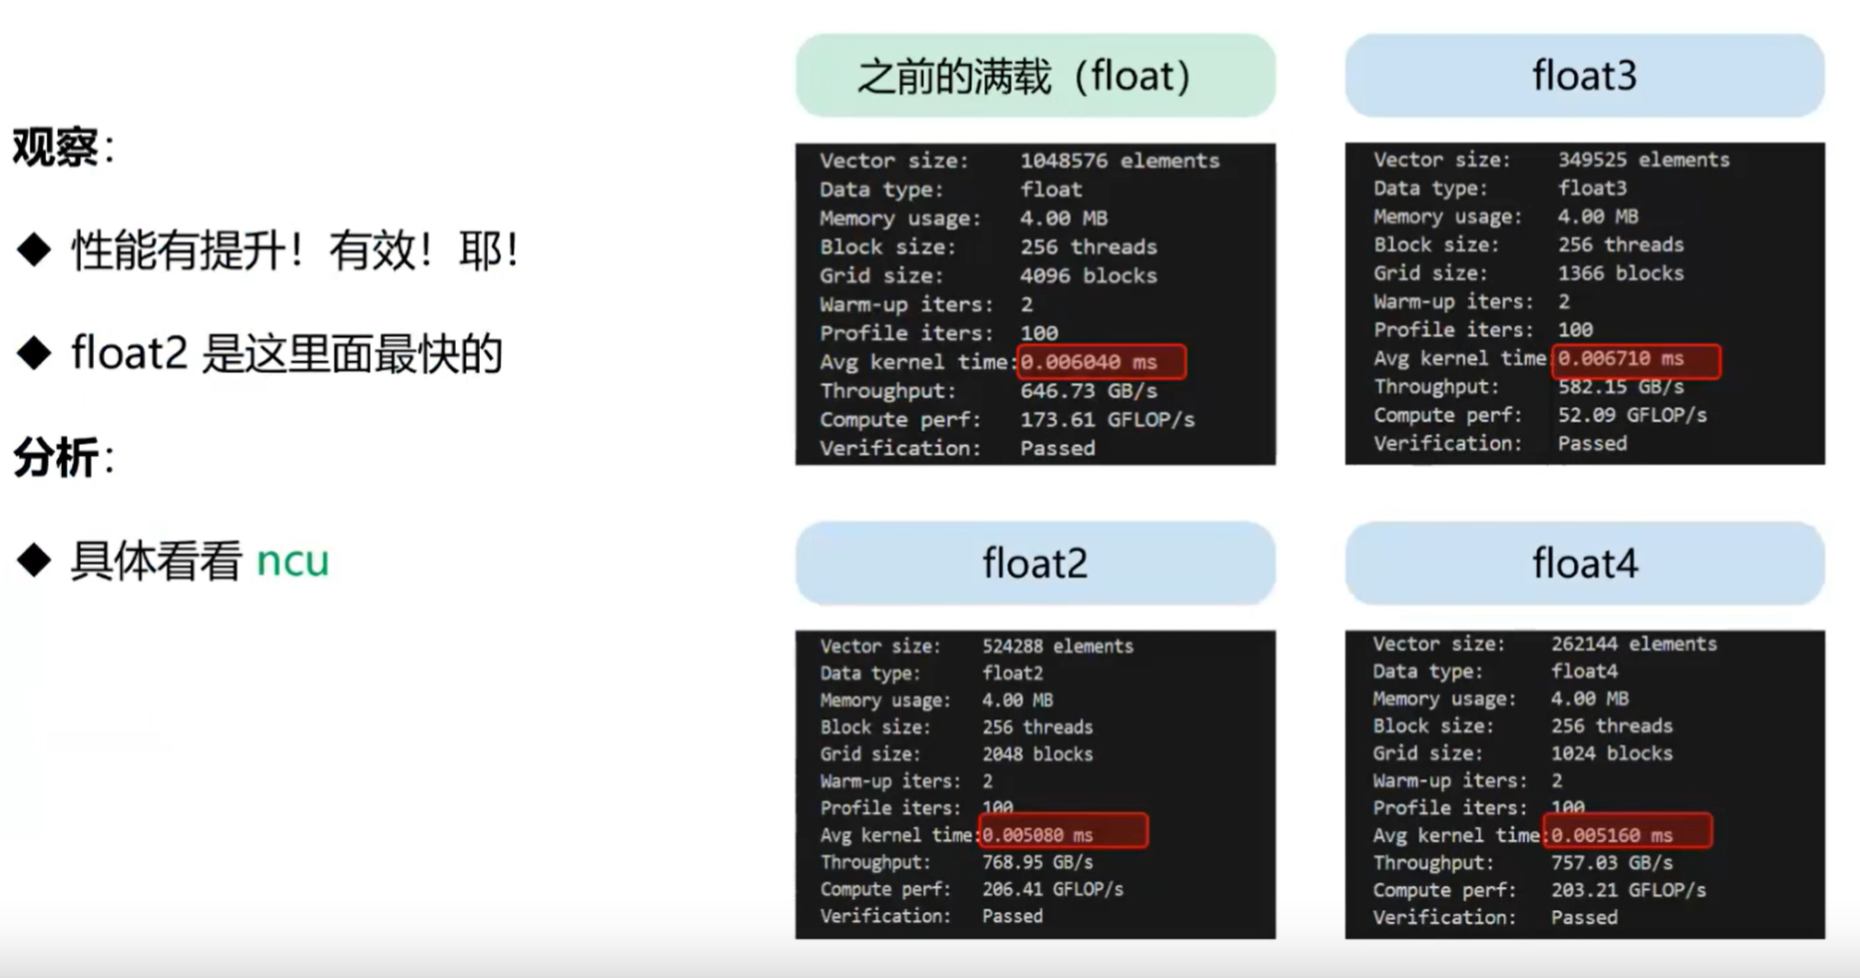 观察:
◆ 性能有提升！有效！耶！
◆ float2 是这里面最快的
分析:
◆ 具体看看 ncu
之前的满载（float）
Vector size: 1048576 elements
Data type: float
Memory usage: 4.00 MB
Block size: 256 threads
Grid size: 4096 blocks
Warm-up iters: 2
Profile iters: 100
Avg kernel time:0.006040 ms
Throughput: 646.73 GB/s
Compute perf: 173.61 GFLOP/s
Verification: Passed
float3
Vector size: 349525 elements
Data type: float3
Memory usage: 4.00 MB
Block size: 256 threads
Grid size: 1366 blocks
Warm-up iters: 2
Profile iters: 100
Avg kernel time:0.006710 ms
Throughput: 582.15 GB/s
Compute perf: 52.09 GFLOP/s
Verification: Passed
float2
Vector size: 524288 elements
Data type: float2
Memory usage: 4.00 MB
Block size: 256 threads
Grid size: 2048 blocks
Warm-up iters: 2
Profile iters: 100
Avg kernel time:0.005080 ms
Throughput: 768.95 GB/s
Compute perf: 206.41 GFLOP/s
Verification: Passed
float4
Vector size: 262144 elements
Data type: float4
Memory usage: 4.00 MB
Block size: 256 threads
Grid size: 1024 blocks
Warm-up iters: 2
Profile iters: 100
Avg kernel time:0.005160 ms
Throughput: 757.03 GB/s
Compute perf: 203.21 GFLOP/s
Verification: Passed